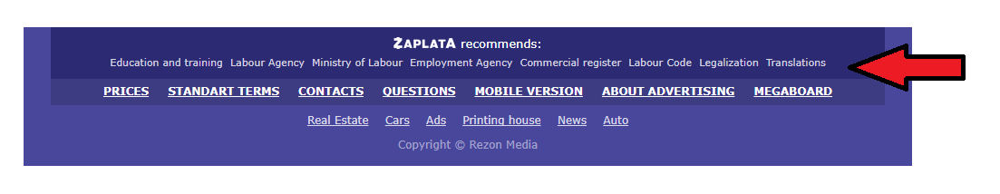 ZAPLATA recommends:
Education and training Labour Agency Ministry of Labour Employment Agency Commercial register Labour Code Legalization Translations
PRICES STANDART TERMS CONTACTS QUESTIONS MOBILE VERSION ABOUT ADVERTISING MEGABOARD
Real Estate Cars Ads Printing house News Auto
Copyright © Rezon Media